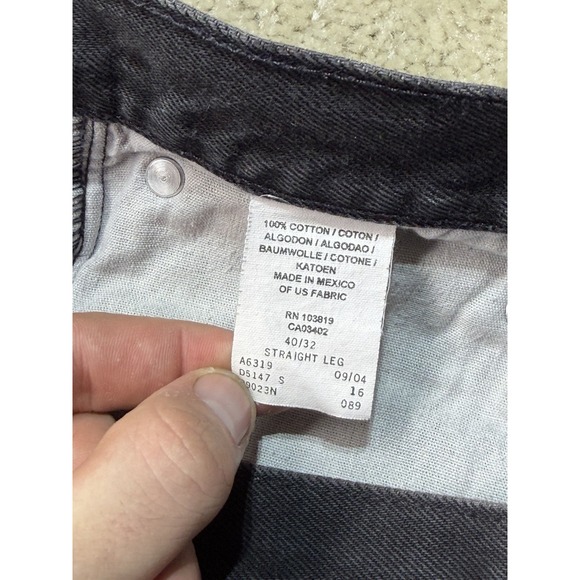 100% COTTON / COTON /
ALGODON / ALGODAO /
BAUMWOLLE / COTONE /
KATOEN
MADE IN MEXICO
OF US FABRIC
RN 103819
CA03402
40/32
STRAIGHT LEG
A6319 09/04
D5147 S 16
089